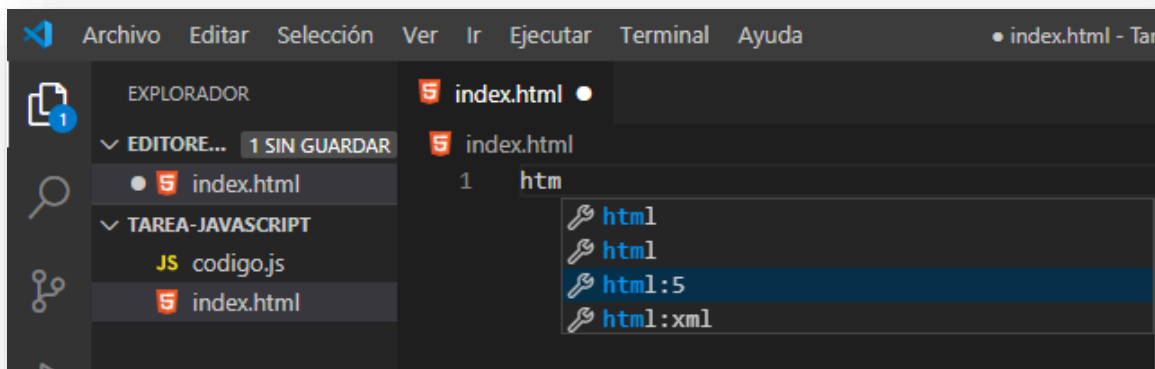 Archivo Editar Selección Ver Ir Ejecutar Terminal Ayuda ● index.html - Tar
EXPLORADOR
index.html ●
1
EDITORE... 1 SIN GUARDAR
index.html
● index.html
1 htm
TAREA-JAVASCRIPT
JS codigo.js
index.html
html
html
html:5
html:xml